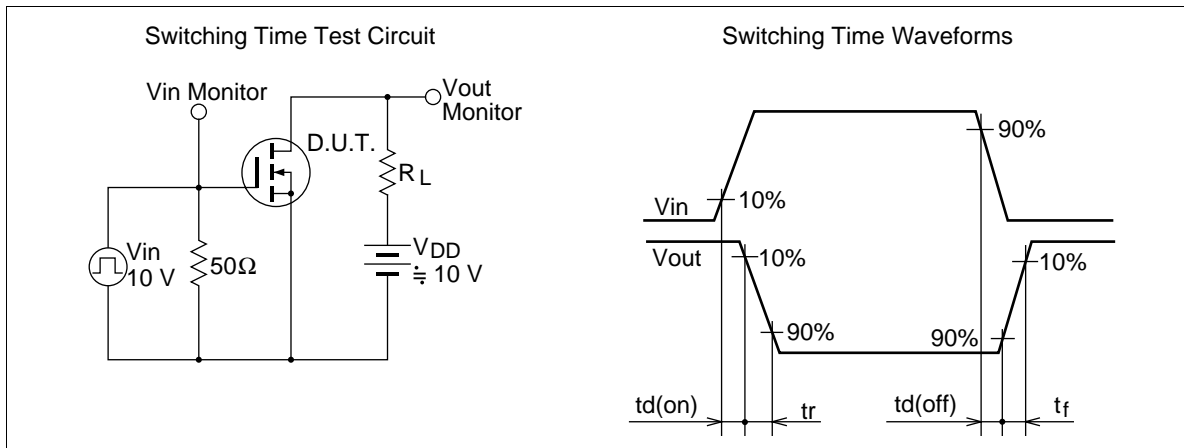 Switching Time Test Circuit
Vin Monitor
Vout
Monitor
D.U.T.
RL
Vin
10 V
50Ω
VDD
≒ 10 V
Switching Time Waveforms
90%
10%
Vin
Vout
10%
10%
90%
90%
td(on)
tr
td(off)
tf